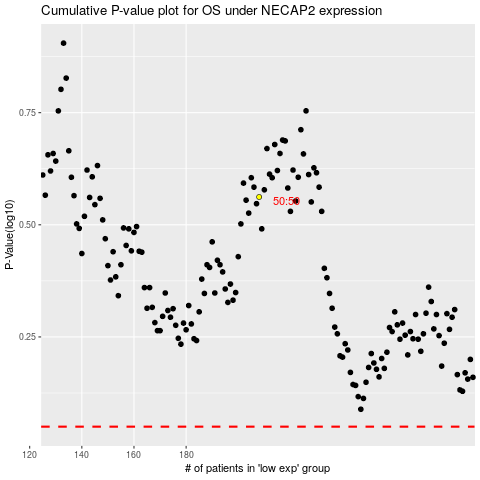 Cumulative P-value plot for OS under NECAP2 expression
P-Value(log10)
0.75
0.50
0.25
50:50
120 140 160 180
# of patients in 'low exp' group